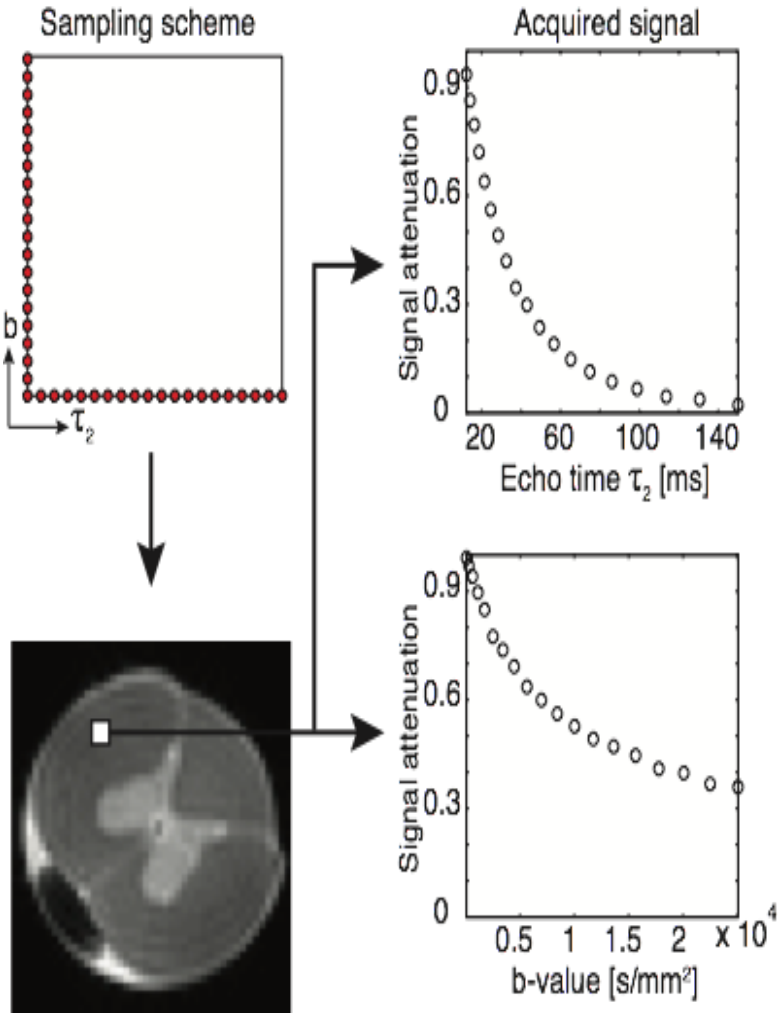 Sampling scheme
b
τ2
Acquired signal
Signal attenuation
0.9
0.6
0.3
0
20 60 100 140
Echo time τ2 [ms]
Signal attenuation
0.9
0.6
0.3
0
0.5 1 1.5 2 x 10⁴
b-value [s/mm²]